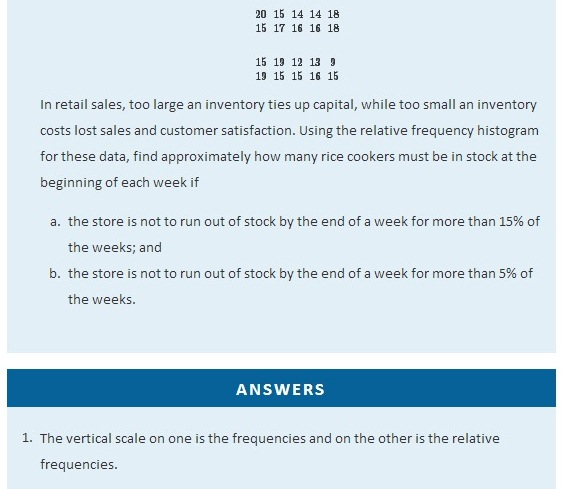 20 15 14 14 18
15 17 16 16 18
15 19 12 13 9
19 15 15 16 15
In retail sales, too large an inventory ties up capital, while too small an inventory
costs lost sales and customer satisfaction. Using the relative frequency histogram
for these data, find approximately how many rice cookers must be in stock at the
beginning of each week if
a. the store is not to run out of stock by the end of a week for more than 15% of
the weeks; and
b. the store is not to run out of stock by the end of a week for more than 5% of
the weeks.
ANSWERS
1. The vertical scale on one is the frequencies and on the other is the relative
frequencies.